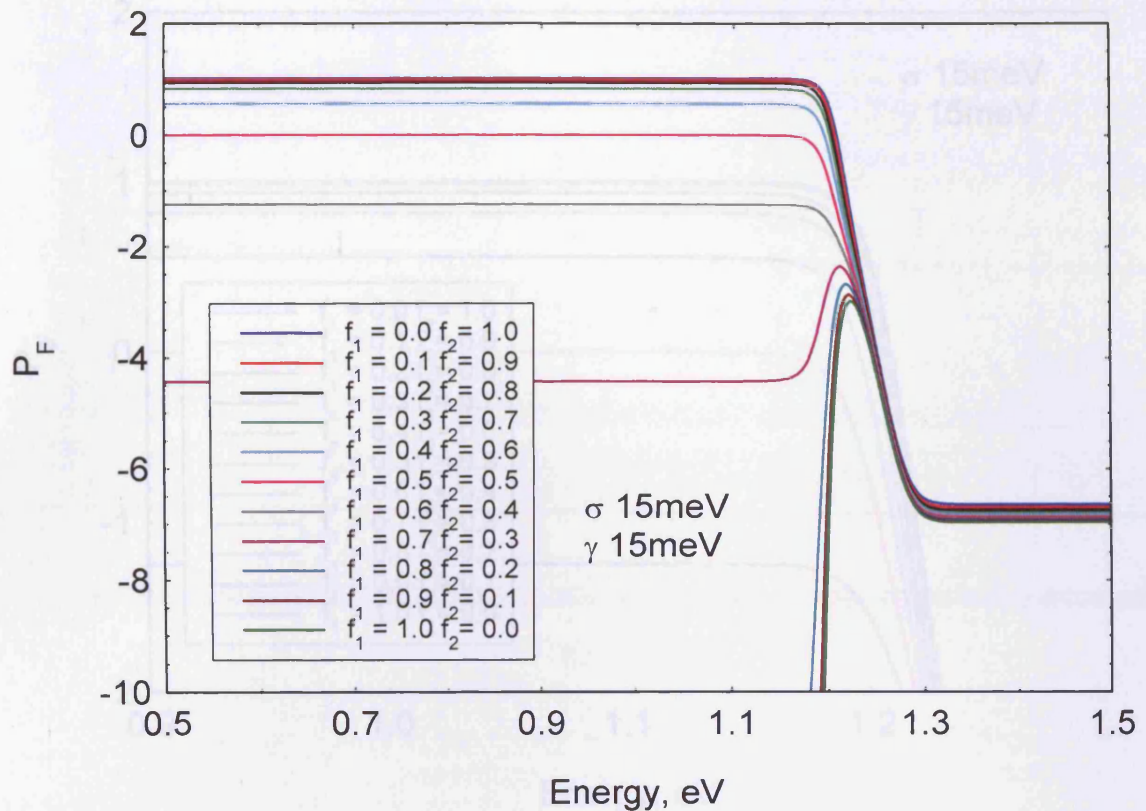 2
0
-2
-4
-6
-8
-10
P_F
f₁ = 0.0 f₂ = 1.0
f₁ = 0.1 f₂ = 0.9
f₁ = 0.2 f₂ = 0.8
f₁ = 0.3 f₂ = 0.7
f₁ = 0.4 f₂ = 0.6
f₁ = 0.5 f₂ = 0.5
f₁ = 0.6 f₂ = 0.4
f₁ = 0.7 f₂ = 0.3
f₁ = 0.8 f₂ = 0.2
f₁ = 0.9 f₂ = 0.1
f₁ = 1.0 f₂ = 0.0
σ 15meV
γ 15meV
0.5 0.7 0.9 1.1 1.3 1.5
Energy, eV